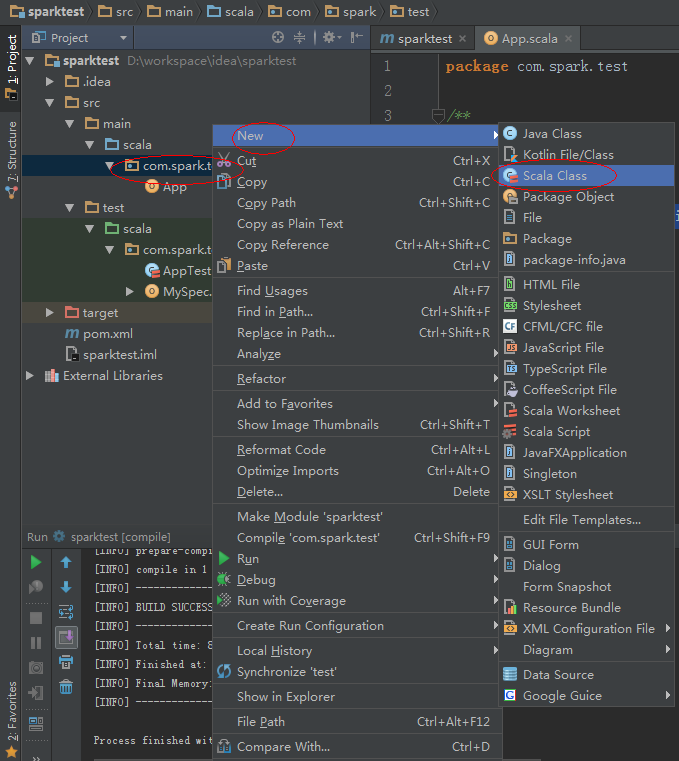 sparktest src main scala com spark test
Project
sparktest
App.scala
1: Project
7: Structure
2: Favorites
sparktest D:\workspace\idea\sparktest
.idea
src
main
scala
com.spark.t
App
test
scala
com.spark.te
AppTest
MySpec.
target
pom.xml
sparktest.iml
External Libraries
1 package com.spark.test
2
3 /**
New
Cut Ctrl+X
Copy Ctrl+C
Copy Path Ctrl+Shift+C
Copy as Plain Text
Copy Reference Ctrl+Alt+Shift+C
Paste Ctrl+V
Find Usages Alt+F7
Find in Path... Ctrl+Shift+F
Replace in Path... Ctrl+Shift+R
Analyze
Refactor
Add to Favorites
Show Image Thumbnails Ctrl+Shift+T
Reformat Code Ctrl+Alt+L
Optimize Imports Ctrl+Alt+O
Delete... Delete
Make Module 'sparktest'
Compile 'com.spark.test' Ctrl+Shift+F9
Run
Debug
Run with Coverage
Create Run Configuration
Local History
Synchronize 'test'
Show in Explorer
File Path Ctrl+Alt+F12
Compare With... Ctrl+D
Java Class
Kotlin File/Class
Scala Class
Package Object
File
Package
package-info.java
HTML File
Stylesheet
CFML/CFC file
JavaScript File
TypeScript File
CoffeeScript File
Scala Worksheet
Scala Script
JavaFXApplication
Singleton
XSLT Stylesheet
Edit File Templates...
GUI Form
Dialog
Form Snapshot
Resource Bundle
XML Configuration File
Diagram
Data Source
Google Guice
Run sparktest [compile]
[INFO] prepare-compi
[INFO] compile in 1
[INFO] -------------
[INFO] BUILD SUCCESS
[INFO] -------------
[INFO] Total time: 8
[INFO] Finished at:
[INFO] Final Memory:
[INFO] -------------
Process finished wit